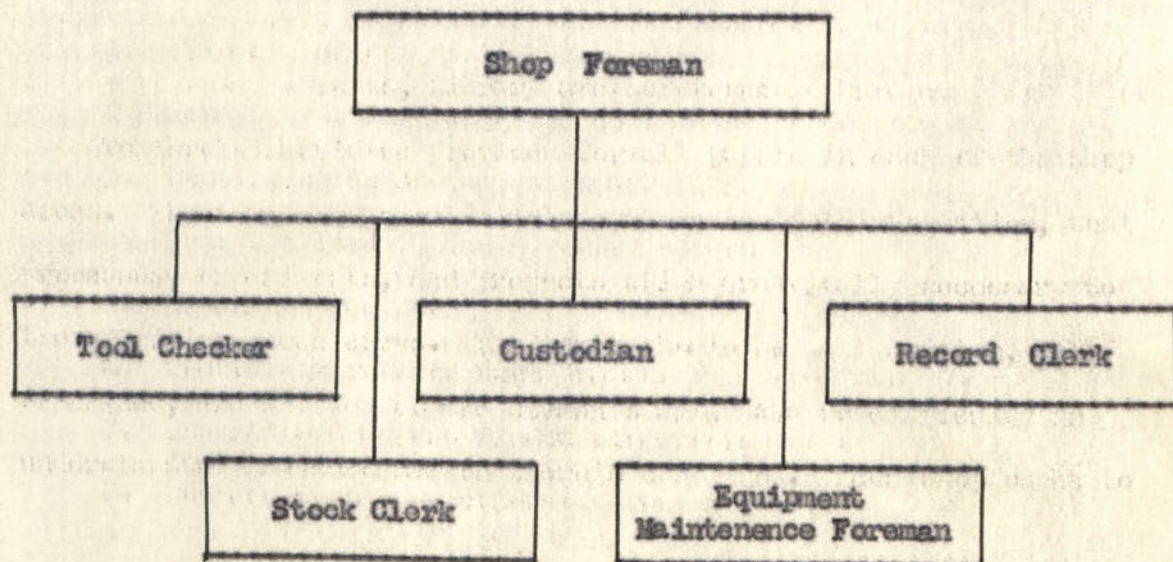 Shop Foreman
Tool Checker
Custodian
Record Clerk
Stock Clerk
Equipment
Maintenence Foreman